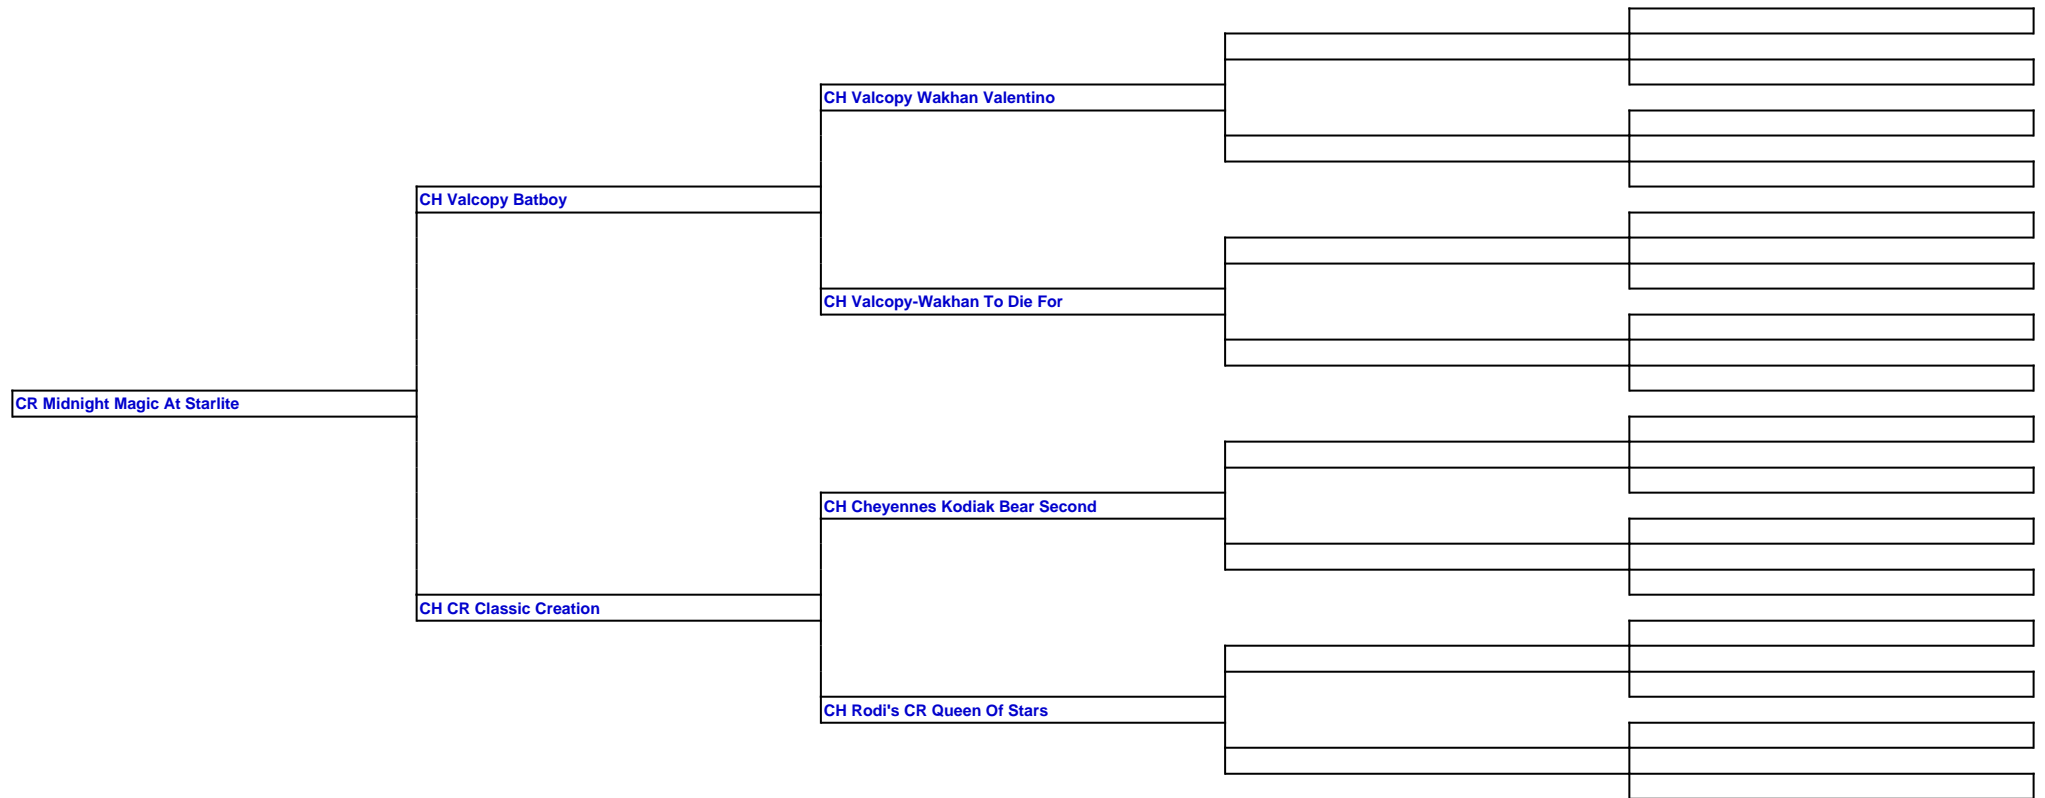 CH Valcopy Wakhan Valentino
CH Valcopy Batboy
CH Valcopy-Wakhan To Die For
CR Midnight Magic At Starlite
CH Cheyennes Kodiak Bear Second
CH CR Classic Creation
CH Rodi's CR Queen Of Stars